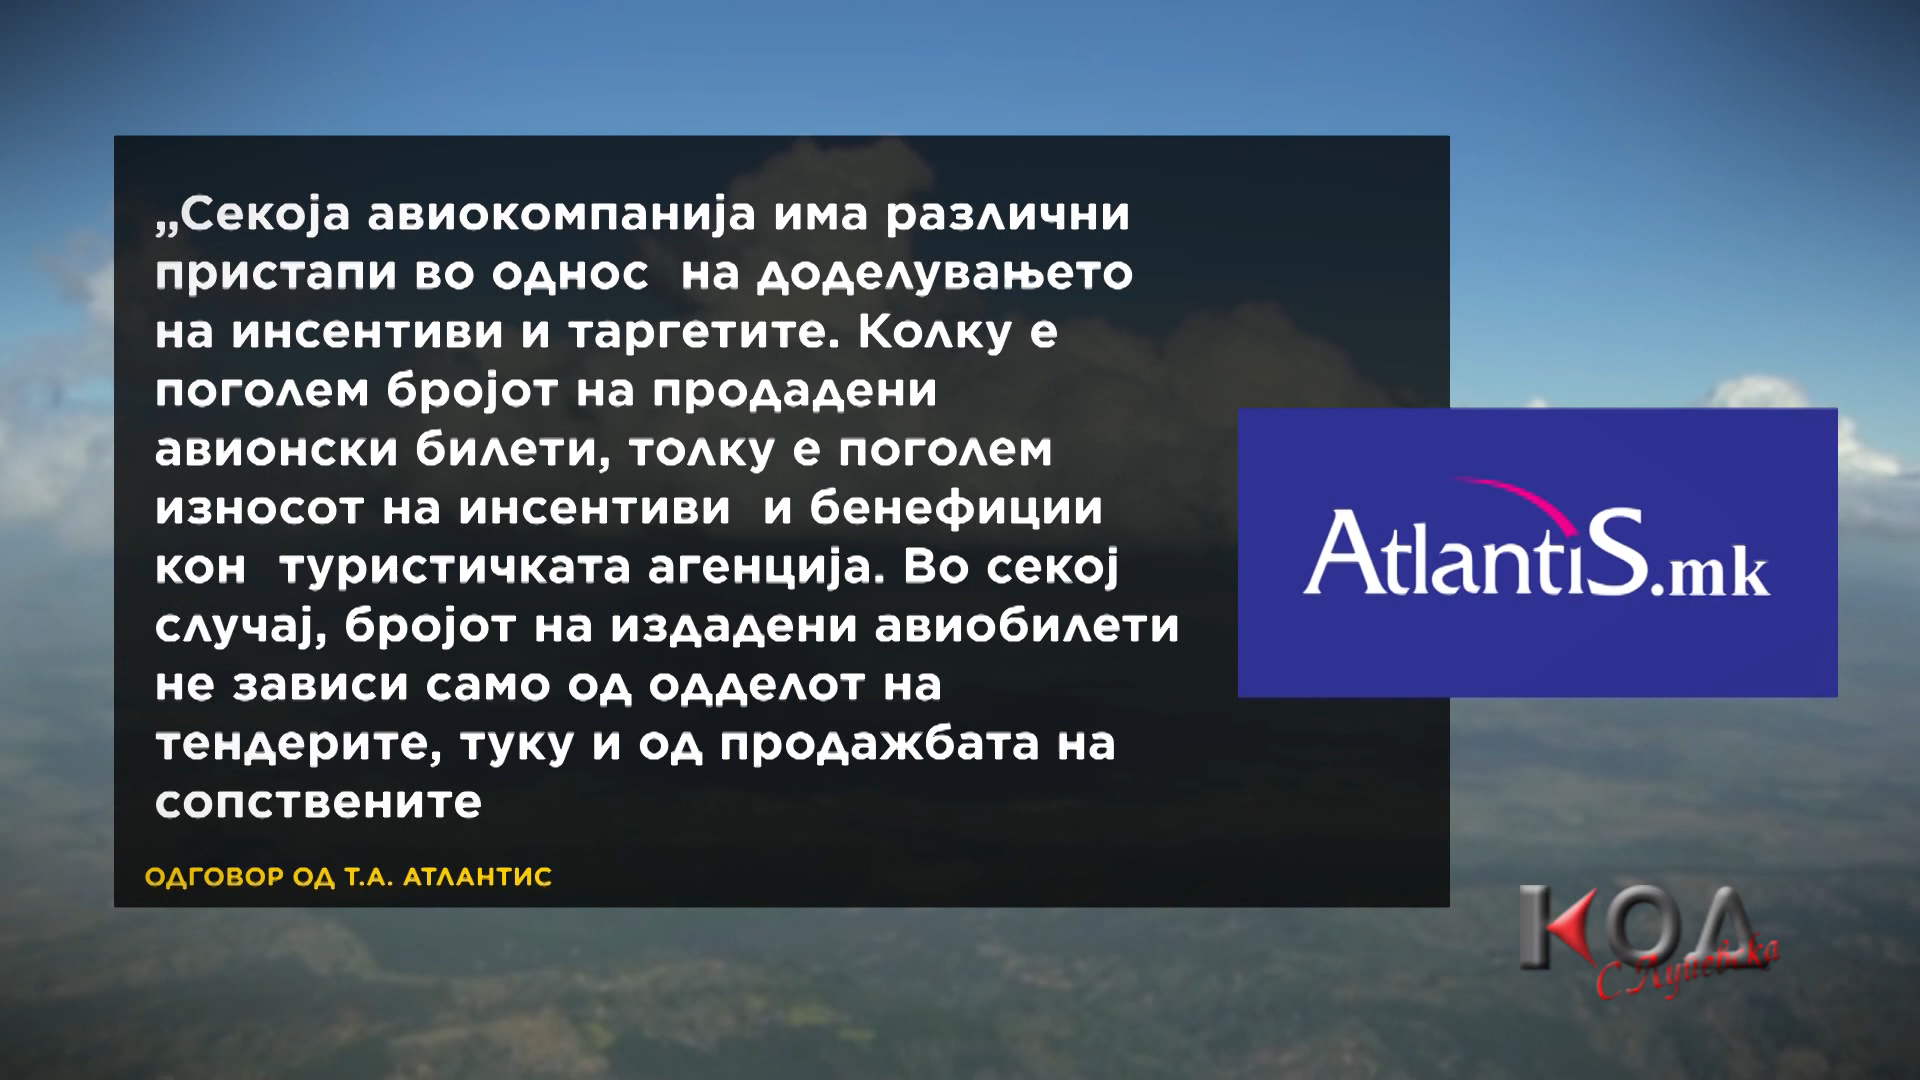 „Секоја авиокомпанија има различни
пристапи во однос  на доделувањето
на инсентиви и таргетите. Колку е
поголем бројот на продадени
авионски билети, толку е поголем
износот на инсентиви  и бенефиции
кон  туристичката агенција. Во секој
случај, бројот на издадени авиобилети
не зависи само од одделот на
тендерите, туку и од продажбата на
сопствените
ОДГОВОР ОД Т.А. АТЛАНТИС
AtlantiS.mk
КОД
С.Лупевска